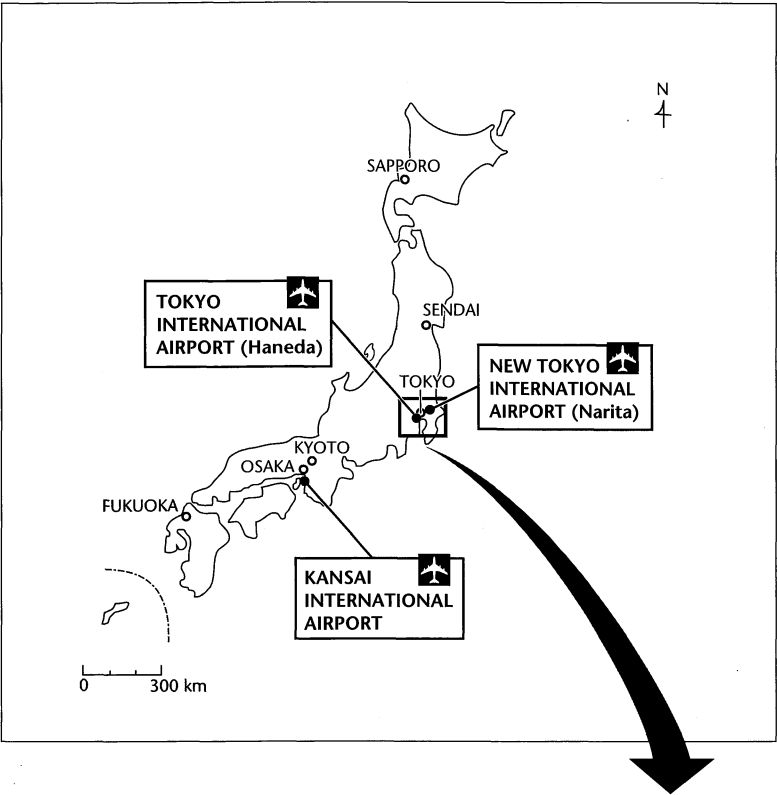 N
SAPPORO
TOKYO
INTERNATIONAL
AIRPORT (Haneda)
SENDAI
TOKYO
NEW TOKYO
INTERNATIONAL
AIRPORT (Narita)
KYOTO
OSAKA
FUKUOKA
KANSAI
INTERNATIONAL
AIRPORT
0 300 km